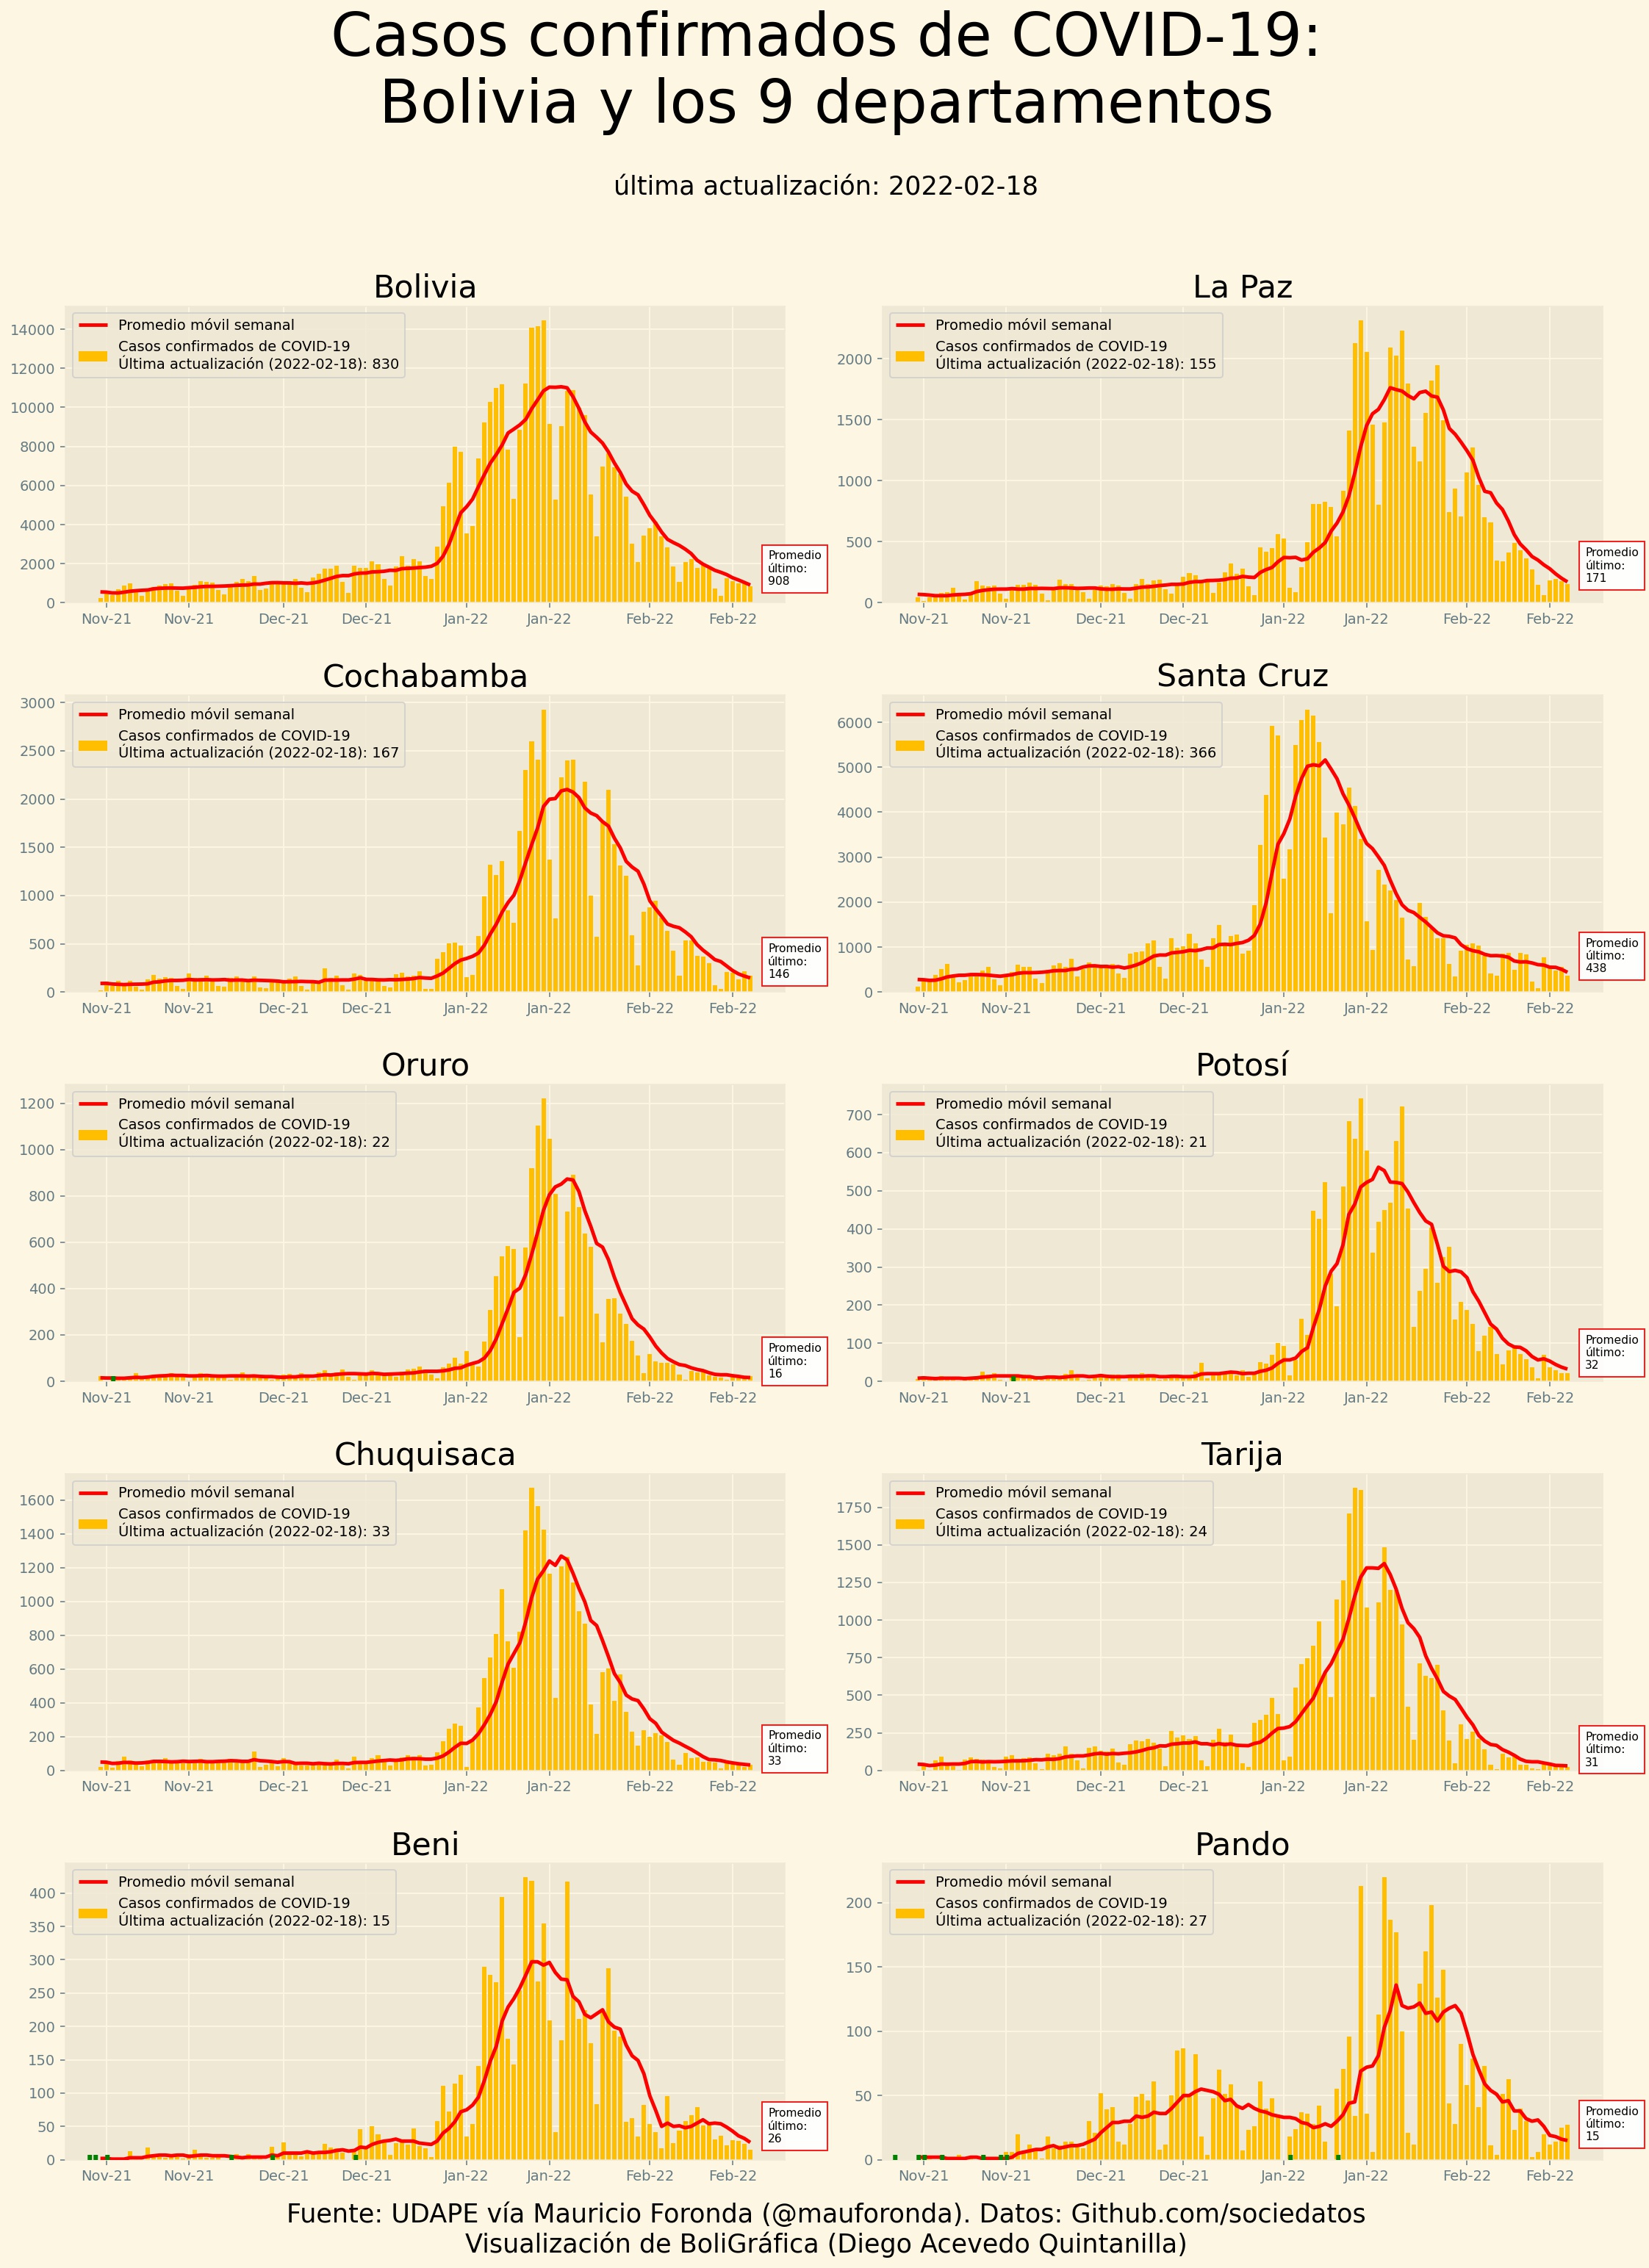 Casos confirmados de COVID-19:
Bolivia y los 9 departamentos
última actualización: 2022-02-18
Bolivia
Promedio móvil semanal
Casos confirmados de COVID-19
Última actualización (2022-02-18): 830
14000
12000
10000
8000
6000
4000
2000
0
Promedio
último:
908
Nov-21 Nov-21 Dec-21 Dec-21 Jan-22 Jan-22 Feb-22 Feb-22
La Paz
Promedio móvil semanal
Casos confirmados de COVID-19
Última actualización (2022-02-18): 155
2000
1500
1000
500
0
Promedio
último:
171
Nov-21 Nov-21 Dec-21 Dec-21 Jan-22 Jan-22 Feb-22 Feb-22
Cochabamba
Promedio móvil semanal
Casos confirmados de COVID-19
Última actualización (2022-02-18): 167
3000
2500
2000
1500
1000
500
0
Promedio
último:
146
Nov-21 Nov-21 Dec-21 Dec-21 Jan-22 Jan-22 Feb-22 Feb-22
Santa Cruz
Promedio móvil semanal
Casos confirmados de COVID-19
Última actualización (2022-02-18): 366
6000
5000
4000
3000
2000
1000
0
Promedio
último:
438
Nov-21 Nov-21 Dec-21 Dec-21 Jan-22 Jan-22 Feb-22 Feb-22
Oruro
Promedio móvil semanal
Casos confirmados de COVID-19
Última actualización (2022-02-18): 22
1200
1000
800
600
400
200
0
Promedio
último:
16
Nov-21 Nov-21 Dec-21 Dec-21 Jan-22 Jan-22 Feb-22 Feb-22
Potosí
Promedio móvil semanal
Casos confirmados de COVID-19
Última actualización (2022-02-18): 21
700
600
500
400
300
200
100
0
Promedio
último:
32
Nov-21 Nov-21 Dec-21 Dec-21 Jan-22 Jan-22 Feb-22 Feb-22
Chuquisaca
Promedio móvil semanal
Casos confirmados de COVID-19
Última actualización (2022-02-18): 33
1600
1400
1200
1000
800
600
400
200
0
Promedio
último:
33
Nov-21 Nov-21 Dec-21 Dec-21 Jan-22 Jan-22 Feb-22 Feb-22
Tarija
Promedio móvil semanal
Casos confirmados de COVID-19
Última actualización (2022-02-18): 24
1750
1500
1250
1000
750
500
250
0
Promedio
último:
31
Nov-21 Nov-21 Dec-21 Dec-21 Jan-22 Jan-22 Feb-22 Feb-22
Beni
Promedio móvil semanal
Casos confirmados de COVID-19
Última actualización (2022-02-18): 15
400
350
300
250
200
150
100
50
0
Promedio
último:
26
Nov-21 Nov-21 Dec-21 Dec-21 Jan-22 Jan-22 Feb-22 Feb-22
Pando
Promedio móvil semanal
Casos confirmados de COVID-19
Última actualización (2022-02-18): 27
200
150
100
50
0
Promedio
último:
15
Nov-21 Nov-21 Dec-21 Dec-21 Jan-22 Jan-22 Feb-22 Feb-22
Fuente: UDAPE vía Mauricio Foronda (@mauforonda). Datos: Github.com/sociedatos
Visualización de BoliGráfica (Diego Acevedo Quintanilla)